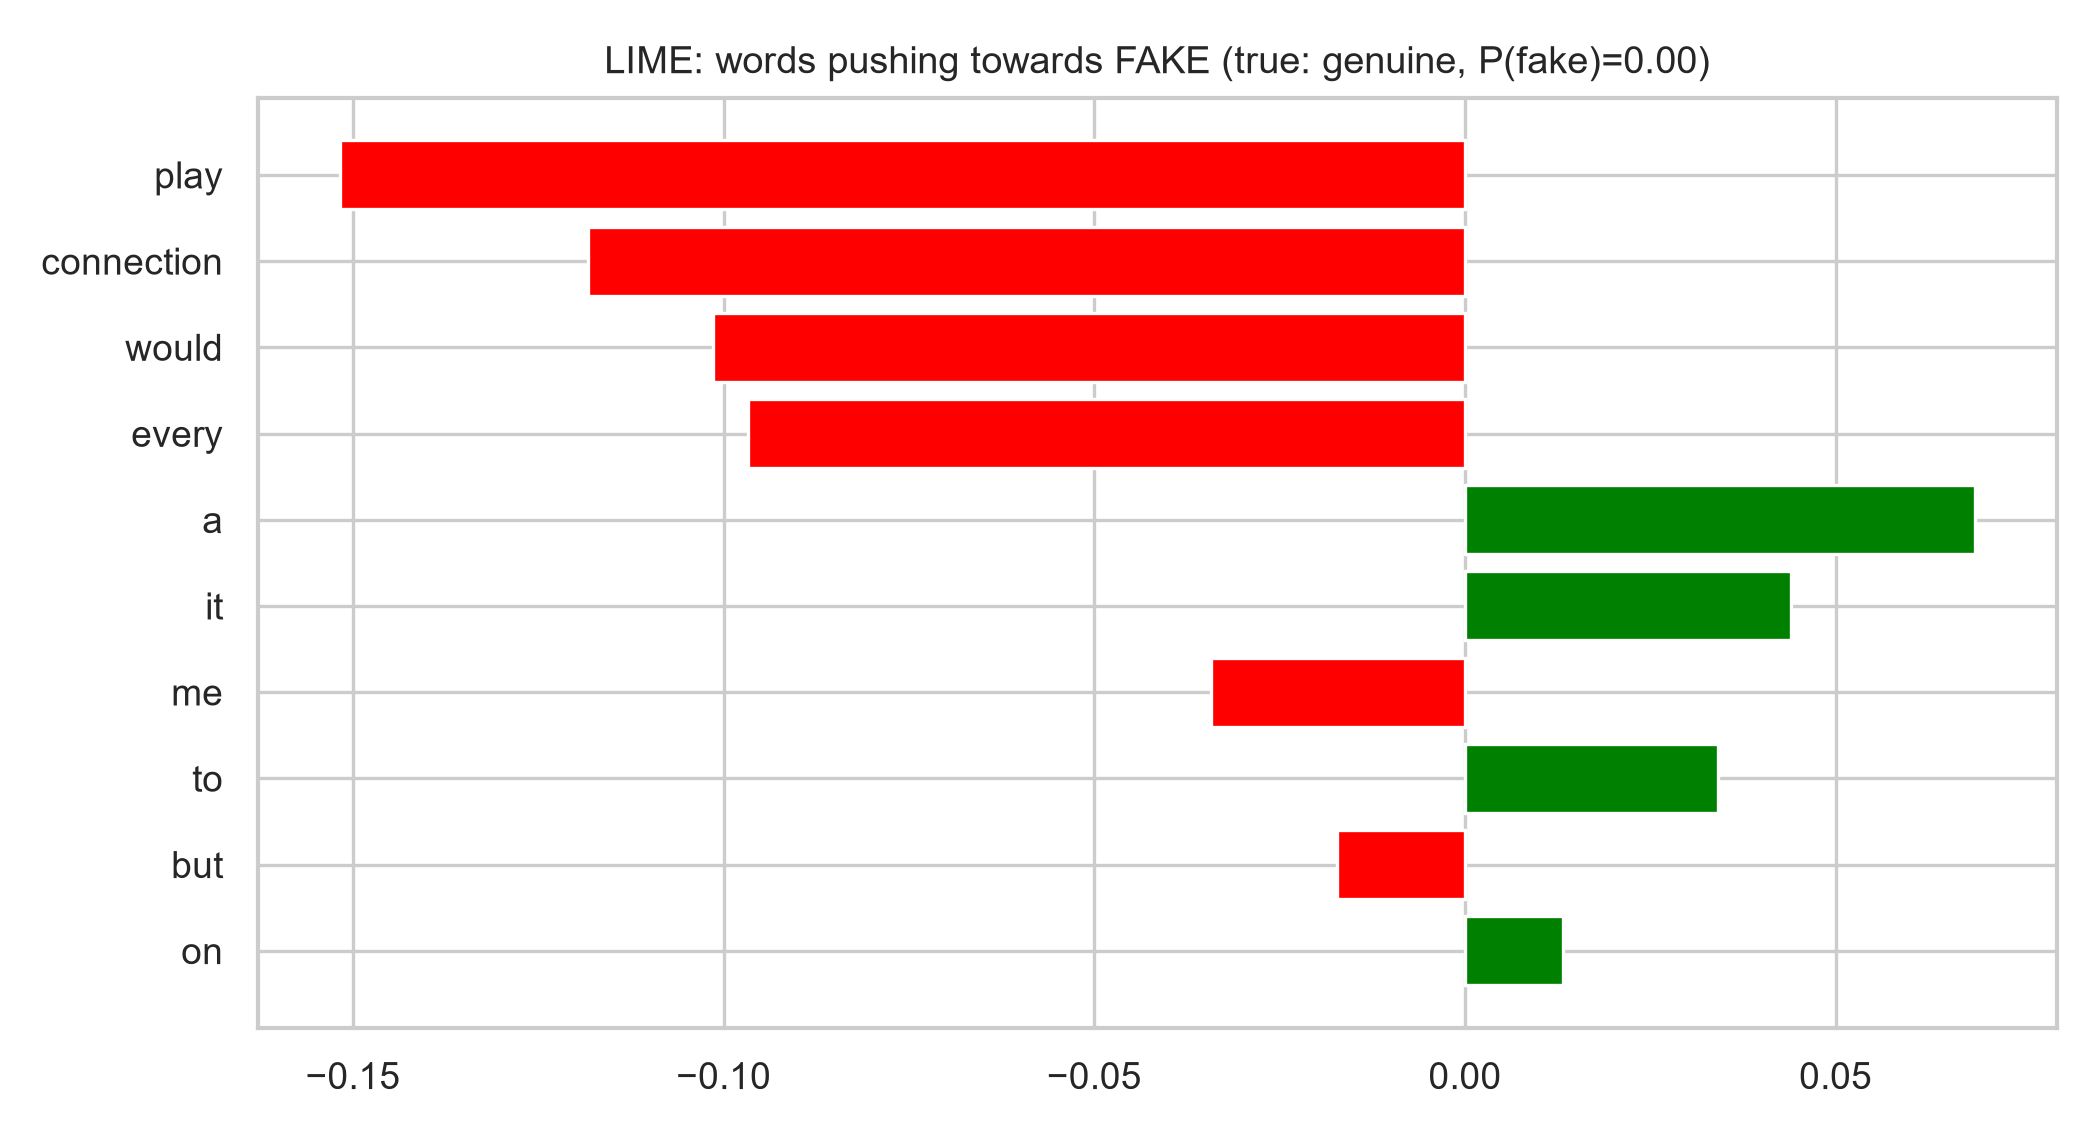 LIME: words pushing towards FAKE (true: genuine, P(fake)=0.00)
play
connection
would
every
a
it
me
to
but
on
−0.15 −0.10 −0.05 0.00 0.05